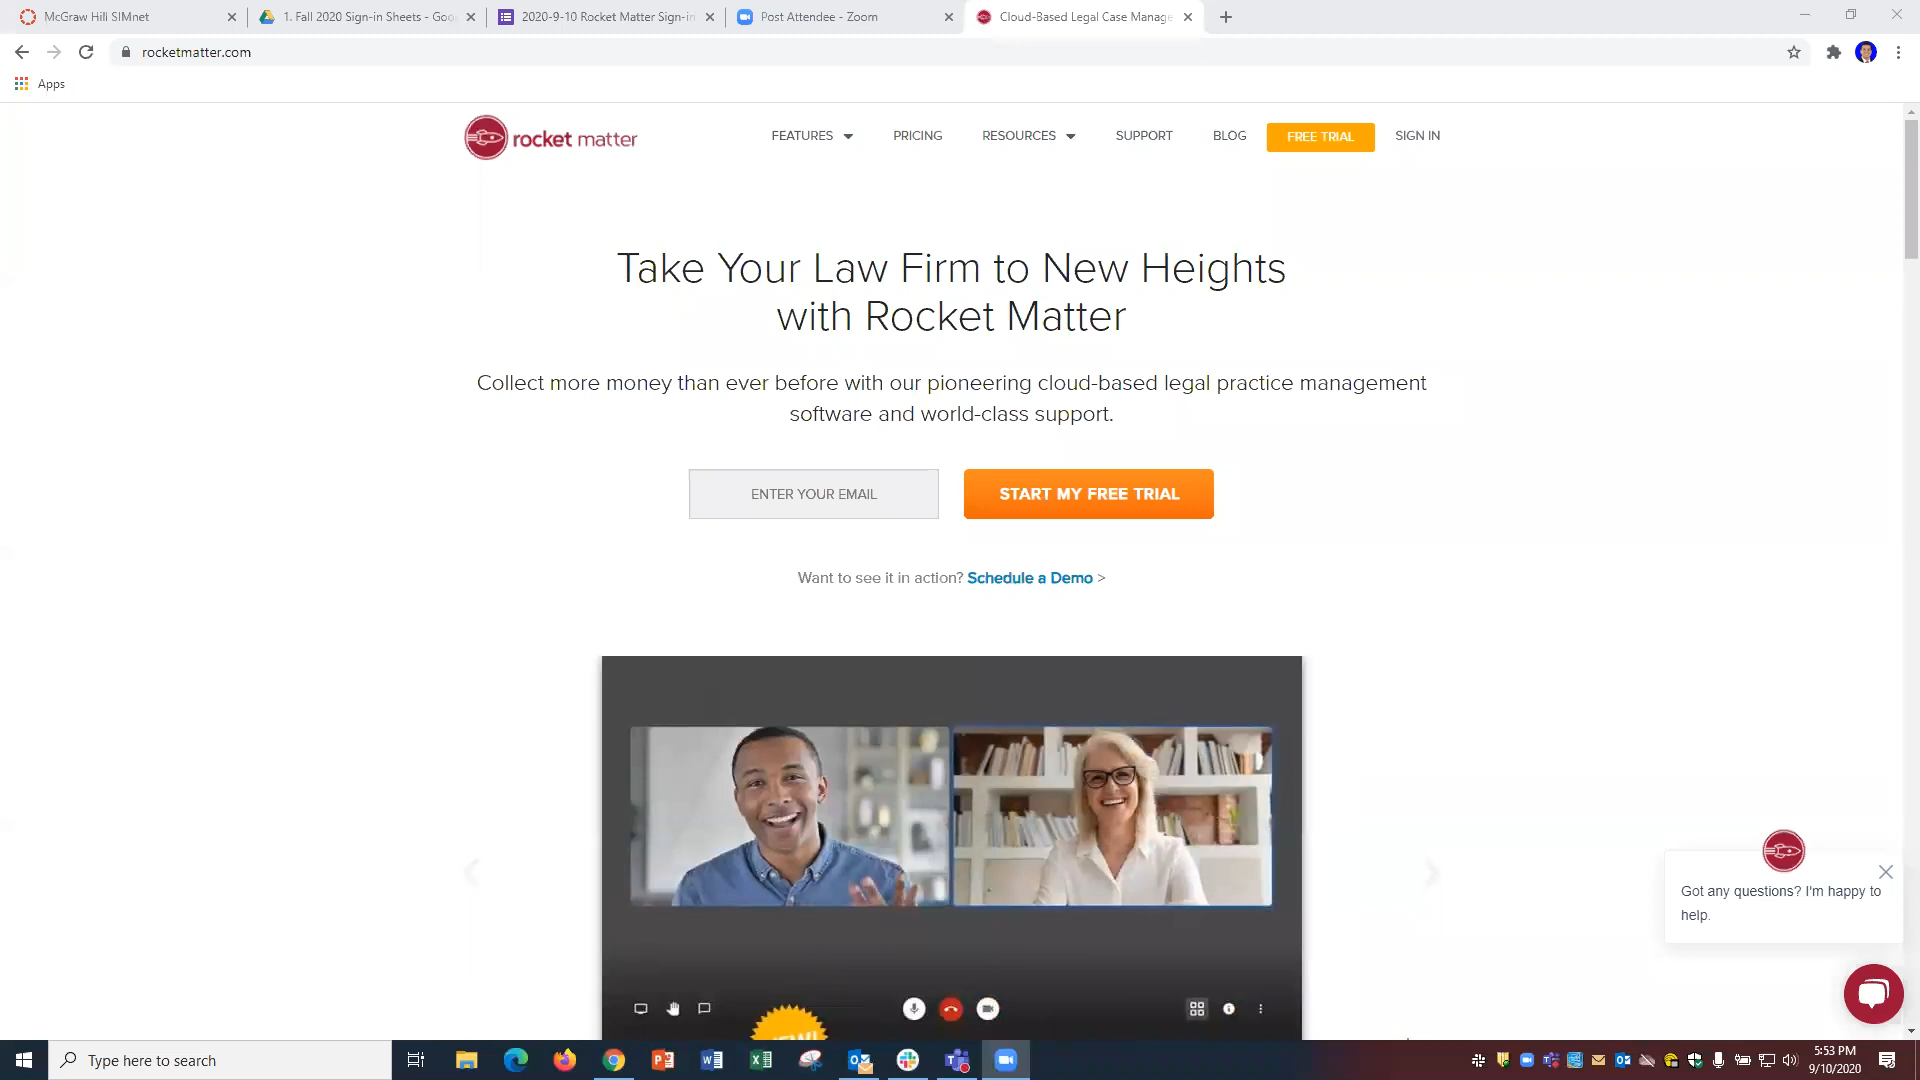 McGraw Hill SIMnet
1. Fall 2020 Sign-in Sheets - Goo
2020-9-10 Rocket Matter Sign-in
Post Attendee - Zoom
Cloud-Based Legal Case Manage
rocketmatter.com
Apps
rocket matter
FEATURES
PRICING
RESOURCES
SUPPORT
BLOG
FREE TRIAL
SIGN IN
Take Your Law Firm to New Heights
with Rocket Matter
Collect more money than ever before with our pioneering cloud-based legal practice management
software and world-class support.
ENTER YOUR EMAIL
START MY FREE TRIAL
Want to see it in action? Schedule a Demo >
Got any questions? I'm happy to
help.
NEW!
Type here to search
5:53 PM
9/10/2020